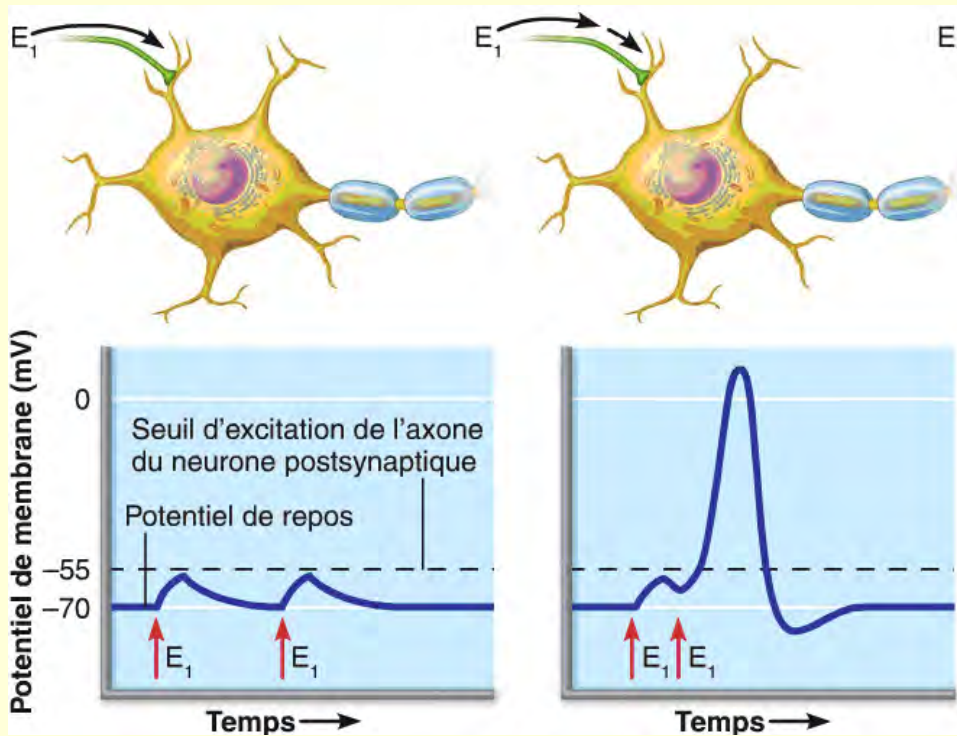 E1
E1
E
Potentiel de membrane (mV)
0
Seuil d'excitation de l'axone
du neurone postsynaptique
Potentiel de repos
–55
–70
E1
E1
E1
E1
Temps
Temps